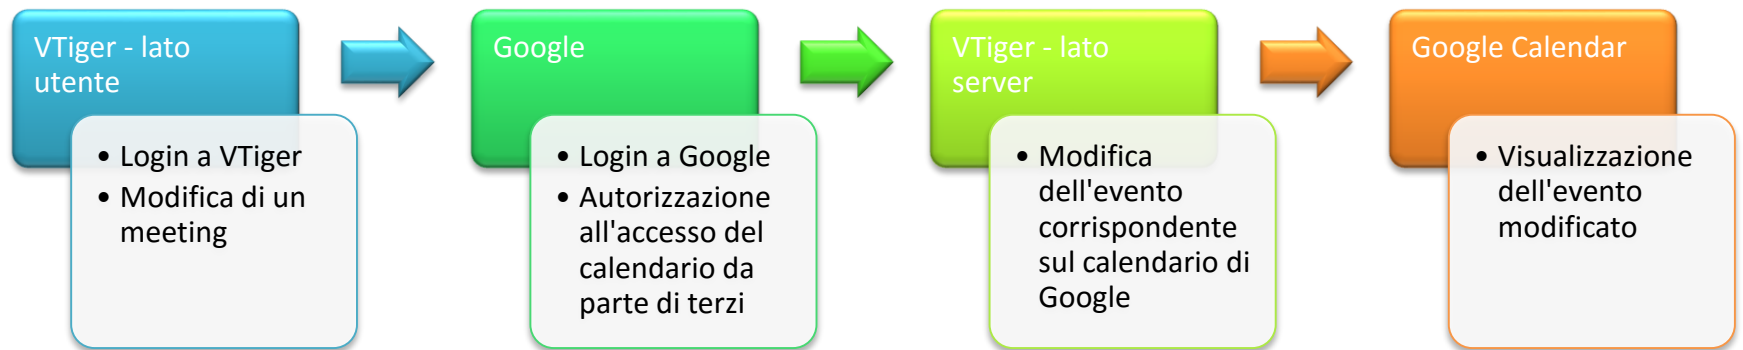 VTiger - lato
utente
• Login a VTiger
• Modifica di un
meeting
Google
• Login a Google
• Autorizzazione
all'accesso del
calendario da
parte di terzi
VTiger - lato
server
• Modifica
dell'evento
corrispondente
sul calendario di
Google
Google Calendar
• Visualizzazione
dell'evento
modificato